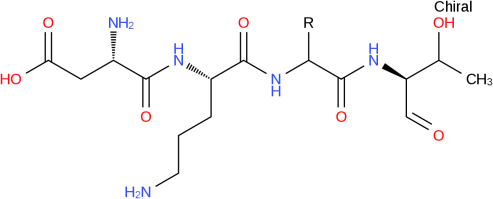 Chiral
O NH₂ O R OH
H N H N
HO CH₃
N H
O O O
H₂N